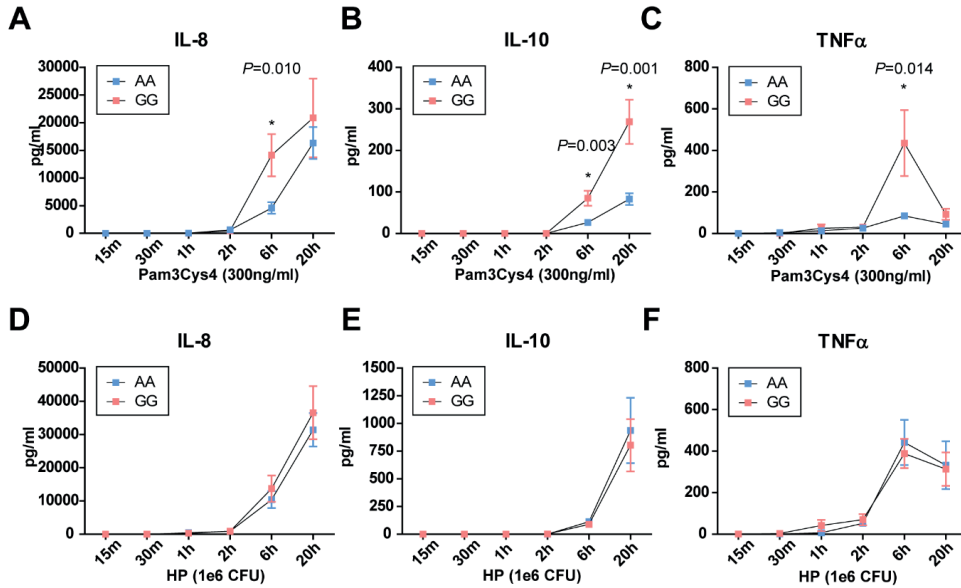 A
IL-8
30000
25000
20000
15000
10000
5000
0
pg/ml
AA
GG
P=0.010
*
15m
30m
1h
2h
6h
20h
Pam3Cys4 (300ng/ml)
B
IL-10
400
300
200
100
0
pg/ml
AA
GG
P=0.003
*
P=0.001
*
15m
30m
1h
2h
6h
20h
Pam3Cys4 (300ng/ml)
C
TNFα
800
600
400
200
0
pg/ml
AA
GG
P=0.014
*
15m
30m
1h
2h
6h
20h
Pam3Cys4 (300ng/ml)
D
IL-8
50000
40000
30000
20000
10000
0
pg/ml
AA
GG
15m
30m
1h
2h
6h
20h
HP (1e6 CFU)
E
IL-10
1500
1250
1000
750
500
250
0
pg/ml
AA
GG
15m
30m
1h
2h
6h
20h
HP (1e6 CFU)
F
TNFα
800
600
400
200
0
pg/ml
AA
GG
15m
30m
1h
2h
6h
20h
HP (1e6 CFU)